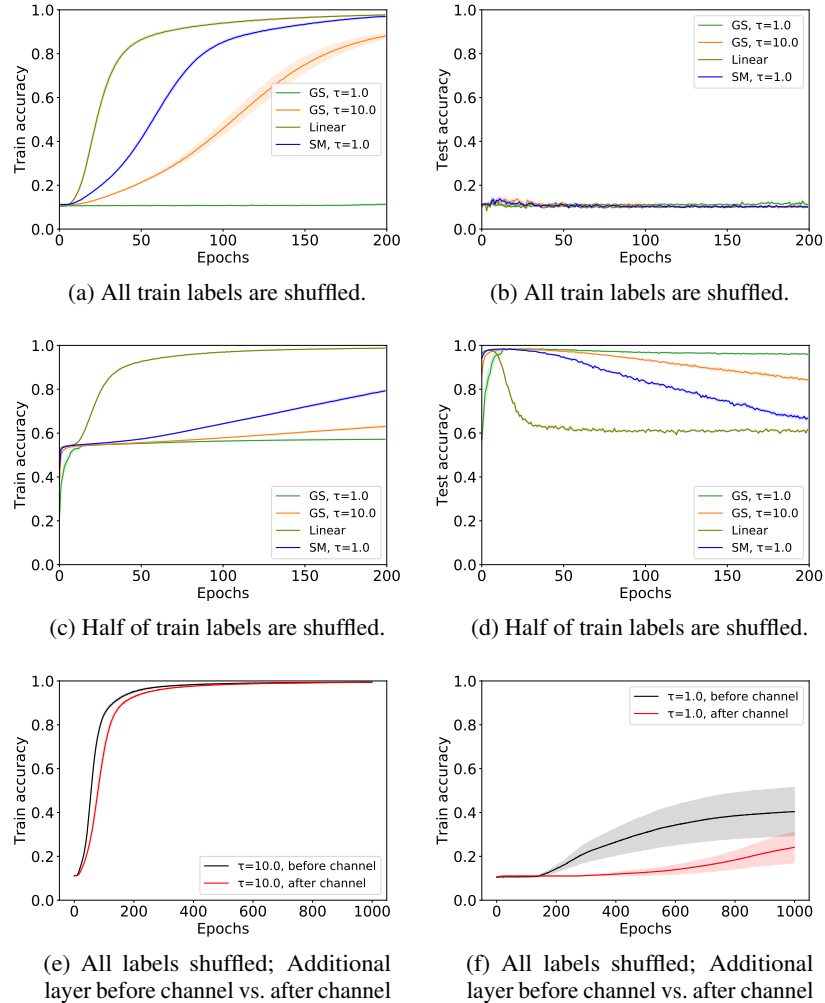 1.0
0.8
0.6
0.4
0.2
0.0
Train accuracy
0 50 100 150 200
Epochs
GS, τ=1.0
GS, τ=10.0
Linear
SM, τ=1.0
(a) All train labels are shuffled.
1.0
0.8
0.6
0.4
0.2
0.0
Test accuracy
0 50 100 150 200
Epochs
GS, τ=1.0
GS, τ=10.0
Linear
SM, τ=1.0
(b) All train labels are shuffled.
1.0
0.8
0.6
0.4
0.2
0.0
Train accuracy
0 50 100 150 200
Epochs
GS, τ=1.0
GS, τ=10.0
Linear
SM, τ=1.0
(c) Half of train labels are shuffled.
1.0
0.8
0.6
0.4
0.2
0.0
Test accuracy
0 50 100 150 200
Epochs
GS, τ=1.0
GS, τ=10.0
Linear
SM, τ=1.0
(d) Half of train labels are shuffled.
1.0
0.8
0.6
0.4
0.2
0.0
Train accuracy
0 200 400 600 800 1000
Epochs
τ=10.0, before channel
τ=10.0, after channel
(e) All labels shuffled; Additional
layer before channel vs. after channel
1.0
0.8
0.6
0.4
0.2
0.0
Train accuracy
0 200 400 600 800 1000
Epochs
τ=1.0, before channel
τ=1.0, after channel
(f) All labels shuffled; Additional
layer before channel vs. after channel